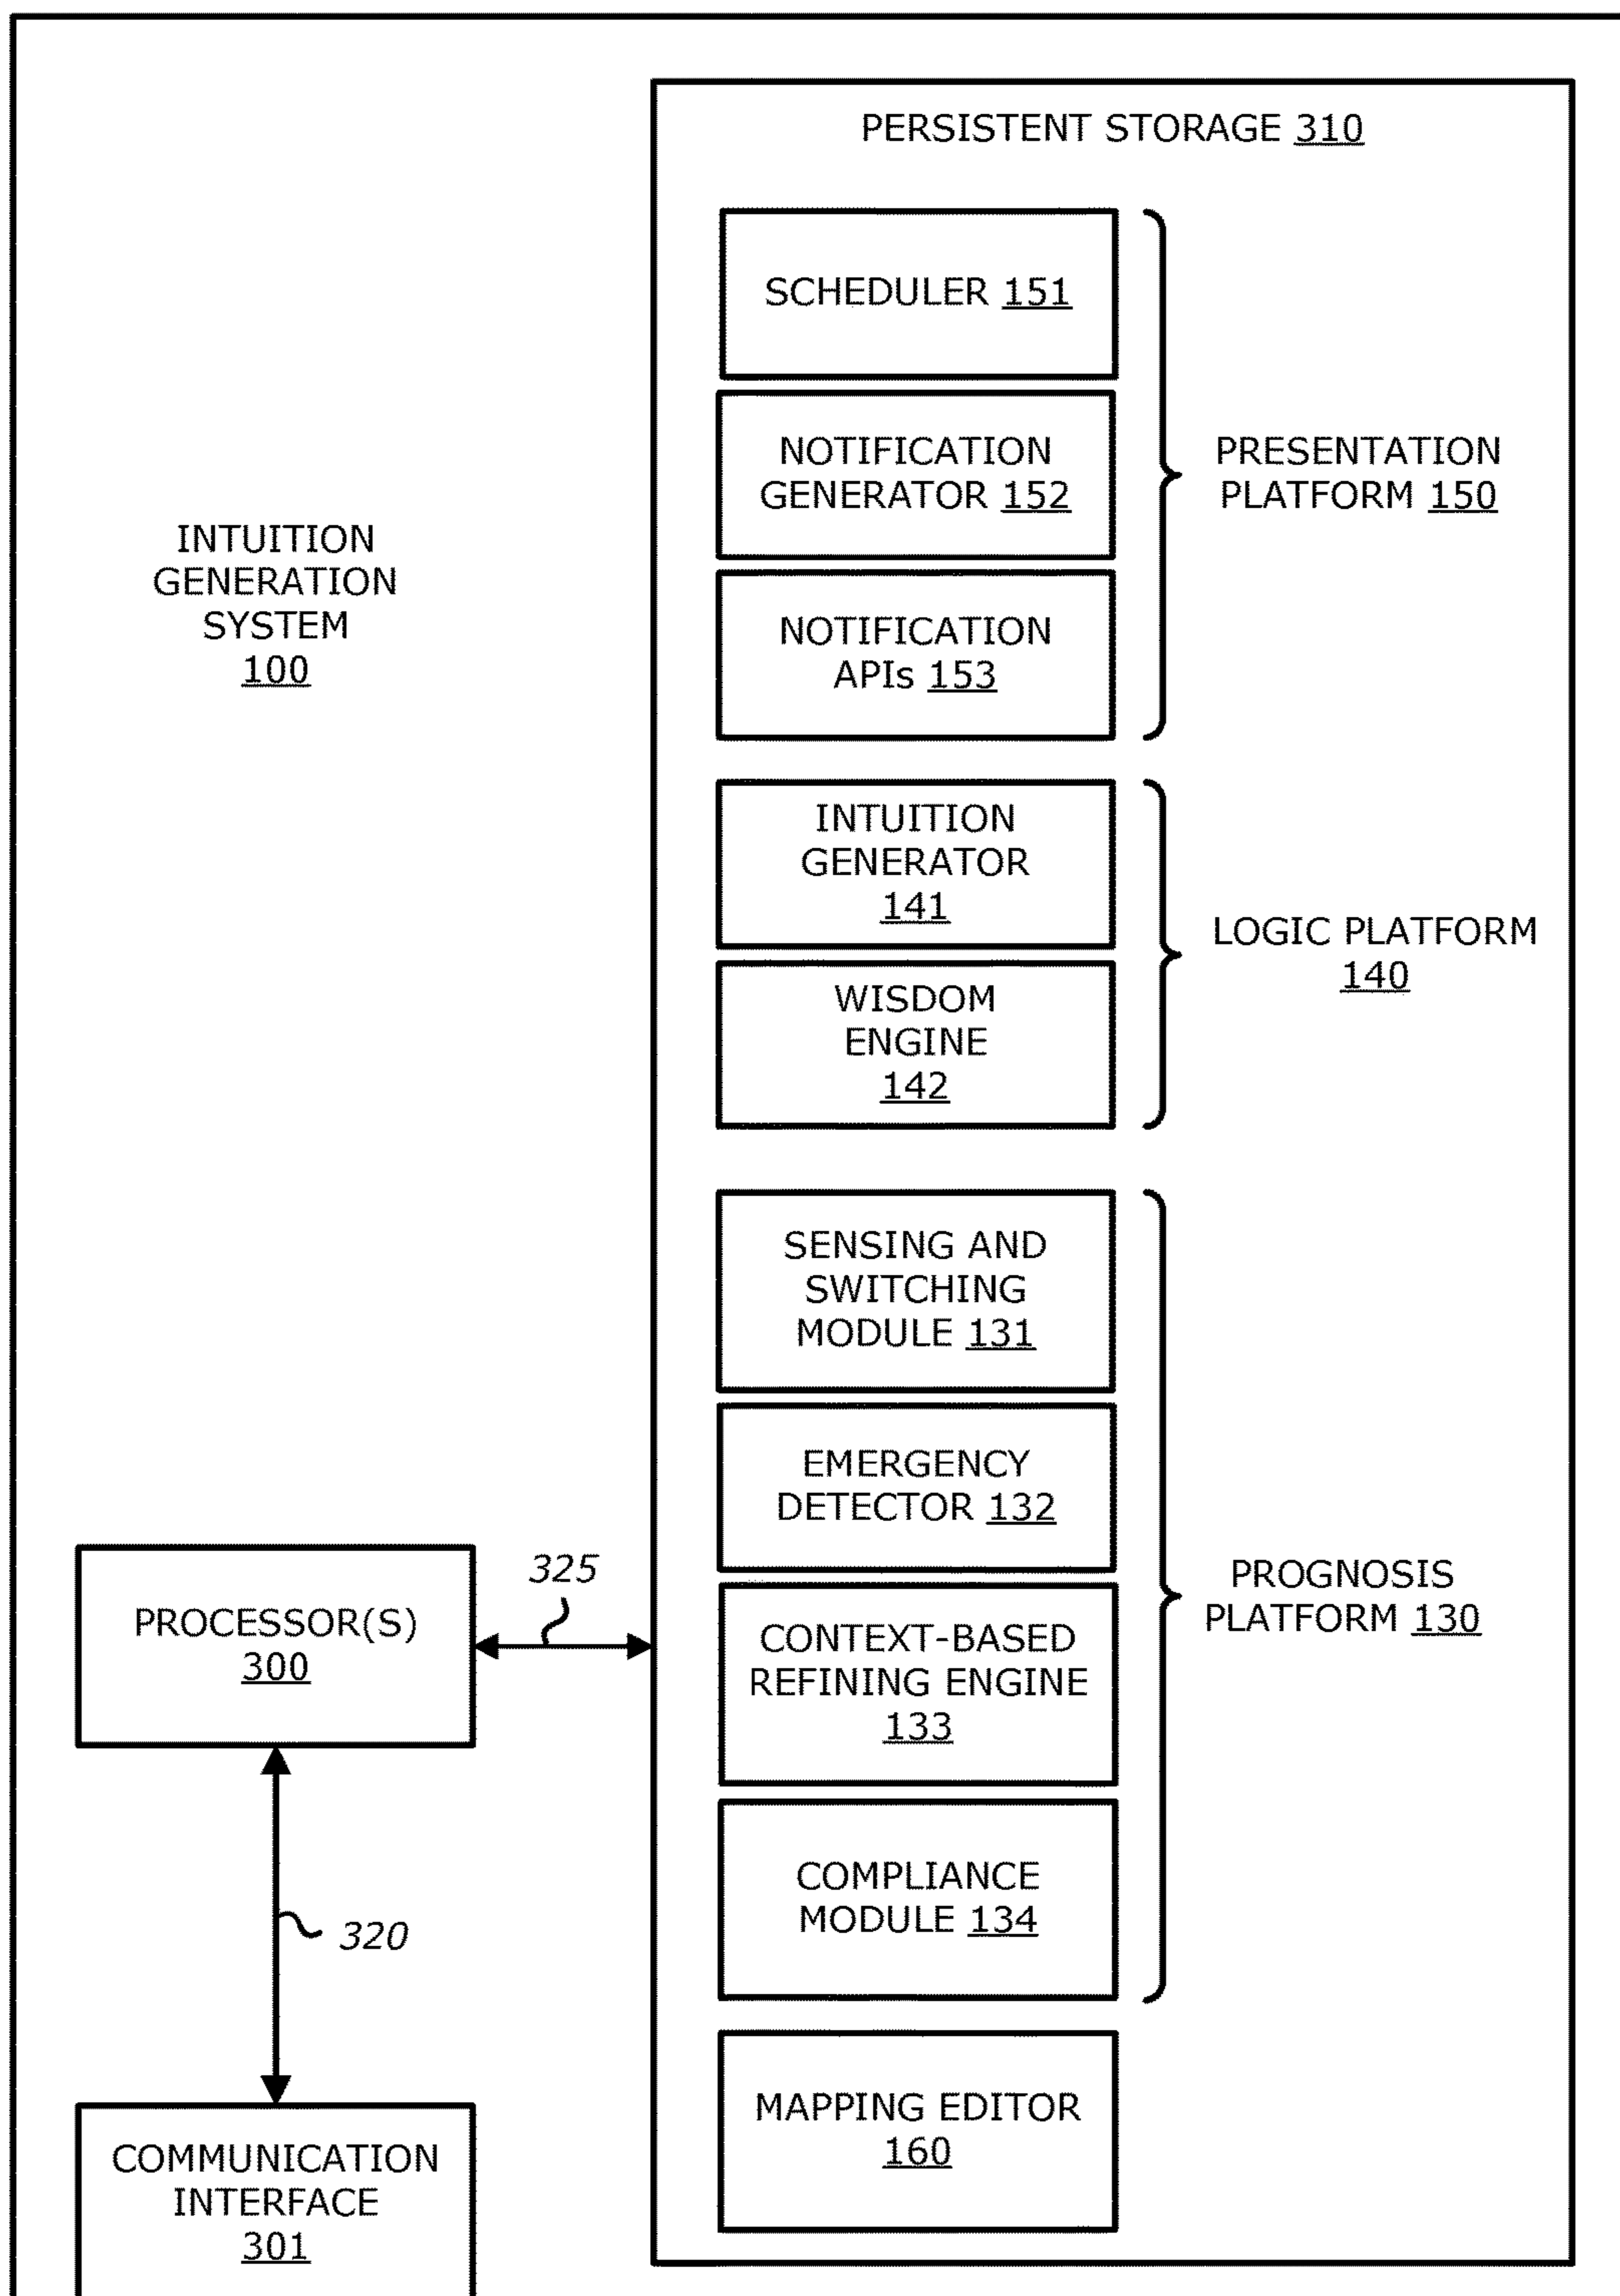 PERSISTENT STORAGE 310
SCHEDULER 151
NOTIFICATION
GENERATOR 152
NOTIFICATION
APIs 153
PRESENTATION
PLATFORM 150
INTUITION
GENERATION
SYSTEM
100
INTUITION
GENERATOR
141
WISDOM
ENGINE
142
LOGIC PLATFORM
140
SENSING AND
SWITCHING
MODULE 131
EMERGENCY
DETECTOR 132
CONTEXT-BASED
REFINING ENGINE
133
COMPLIANCE
MODULE 134
PROGNOSIS
PLATFORM 130
MAPPING EDITOR
160
PROCESSOR(S)
300
325
320
COMMUNICATION
INTERFACE
301